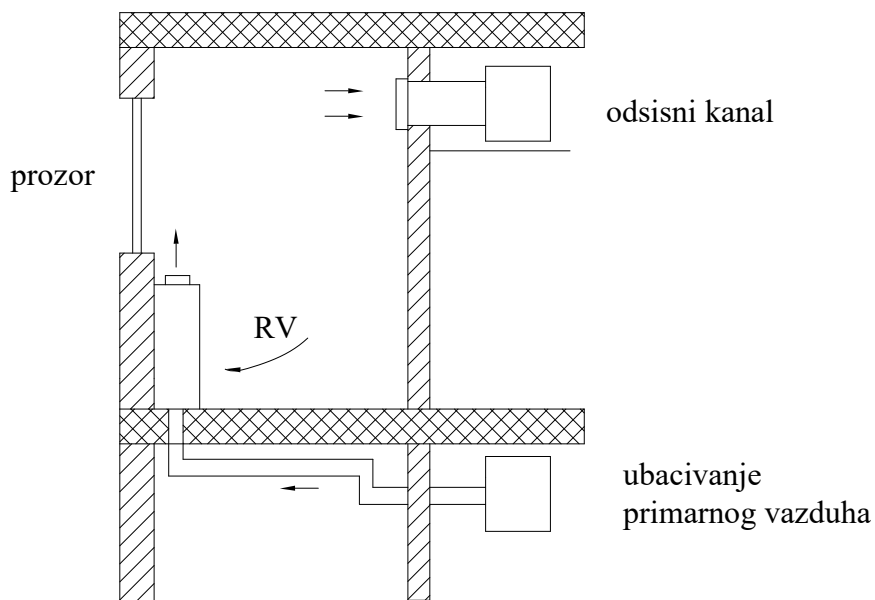 odsisni kanal
prozor
RV
ubacivanje
primarnog vazduha